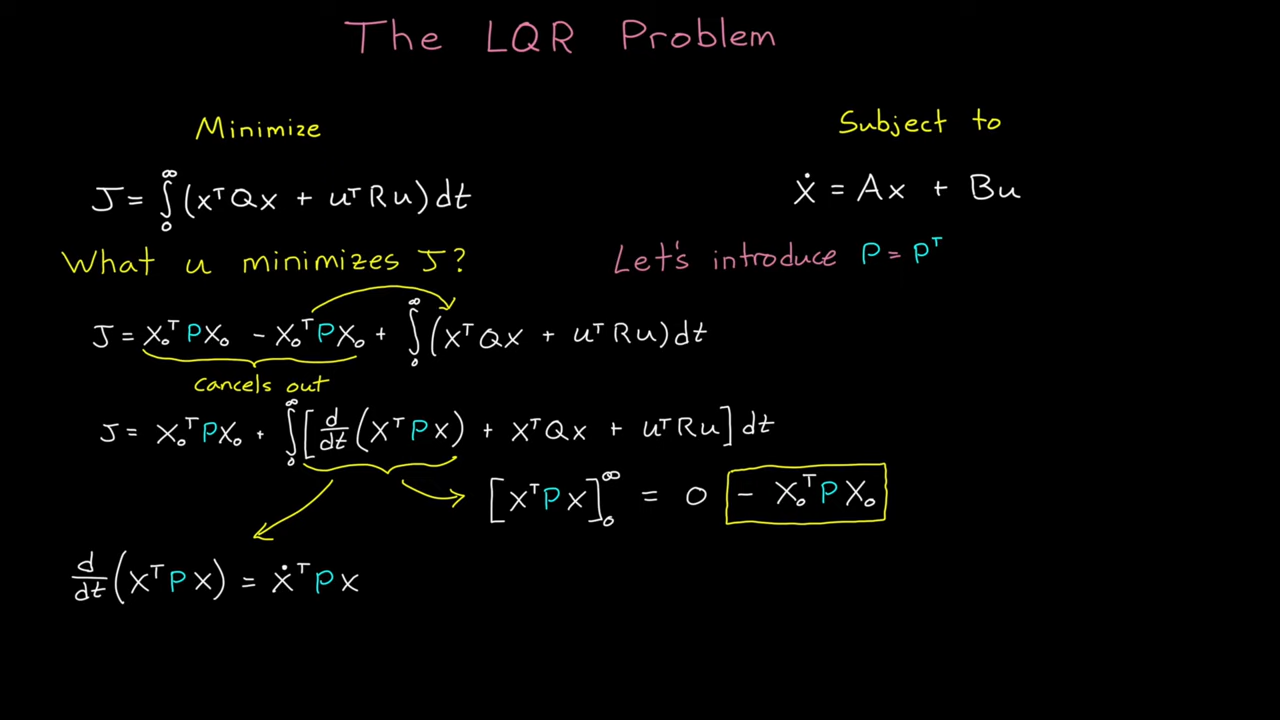 The LQR Problem
Minimize
Subject to
J = ∫₀^∞ (xᵀQx + uᵀRu) dt
ẋ = Ax + Bu
What u minimizes J?
Let's introduce P = Pᵀ
J = x₀ᵀPx₀ - x₀ᵀPx₀ + ∫₀^∞ (xᵀQx + uᵀRu) dt
cancels out
J = x₀ᵀPx₀ + ∫₀^∞ [d/dt (xᵀPx) + xᵀQx + uᵀRu] dt
[xᵀPx]₀^∞ = 0 - x₀ᵀPx₀
d/dt (xᵀPx) = ẋᵀPx